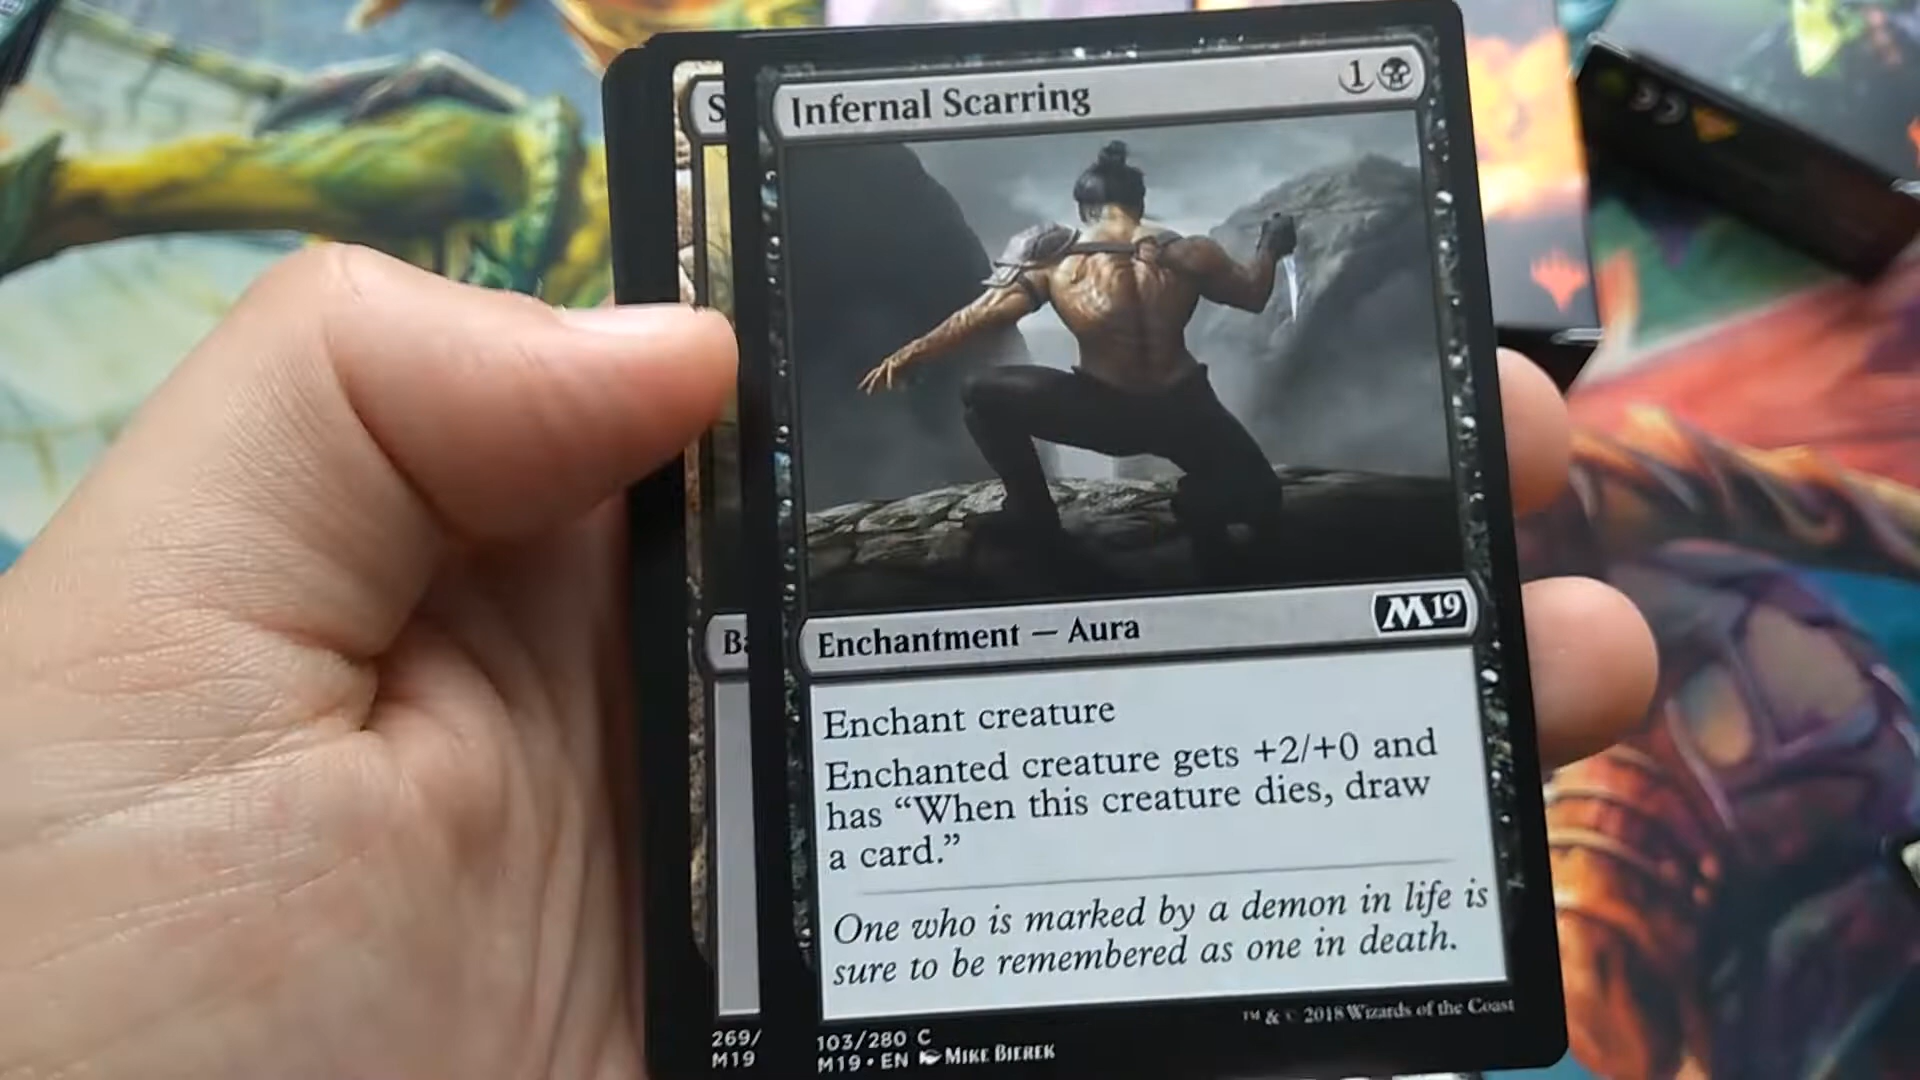 Infernal Scarring 1
Enchantment — Aura M19
Enchant creature
Enchanted creature gets +2/+0 and
has “When this creature dies, draw
a card.”
One who is marked by a demon in life is
sure to be remembered as one in death.
™ & © 2018 Wizards of the Coast
103/280 C
M19 • EN MIKE BIEREK
S
Ba
269/
M19